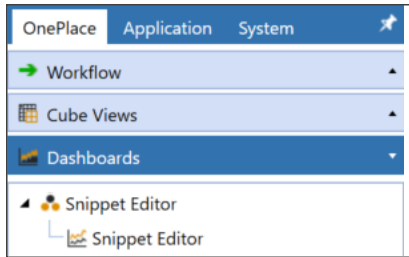 OnePlace Application System
Workflow
Cube Views
Dashboards
Snippet Editor
Snippet Editor